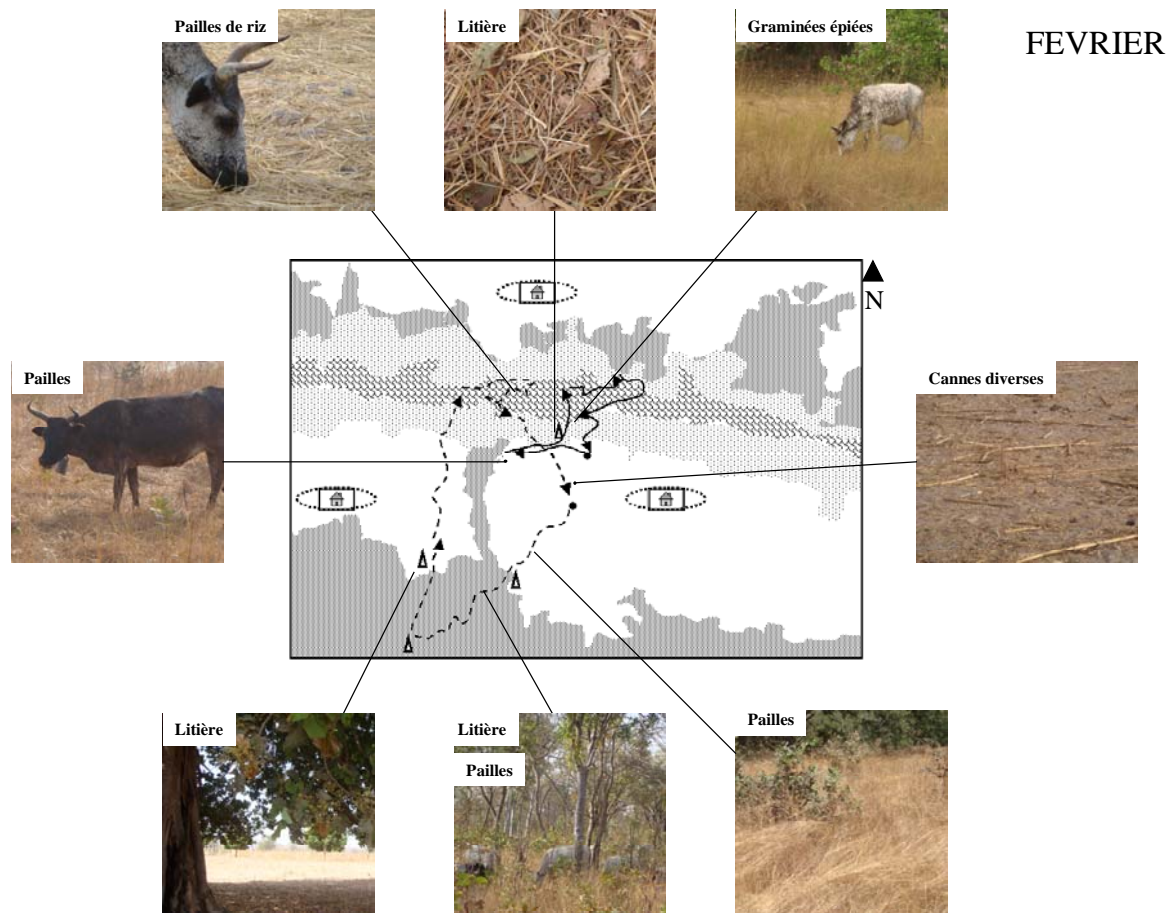 Pailles de riz
Litière
Graminées épiées
FEVRIER
N
Pailles
Cannes diverses
Litière
Litière
Pailles
Pailles